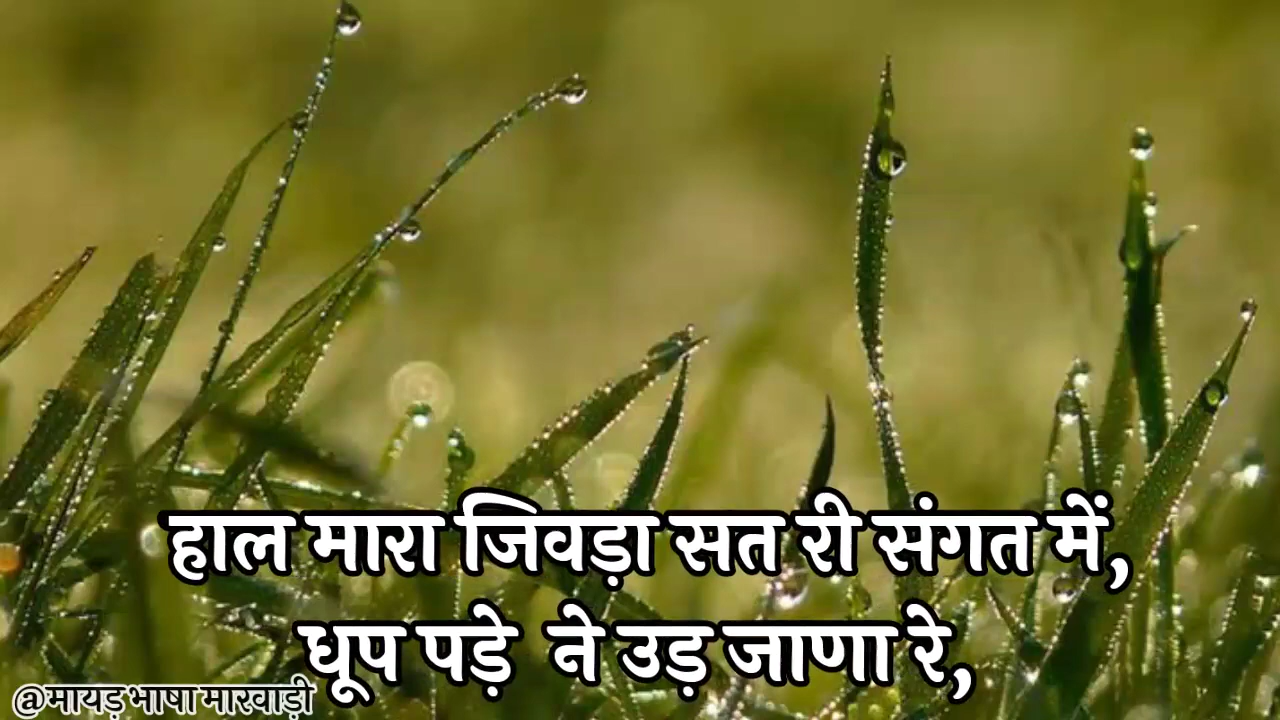 हाल मारा जिवड़ा सत री संगत में,
धूप पड़े ने उड़ जाणा रे,
@मायड़ भाषा मारवाड़ी